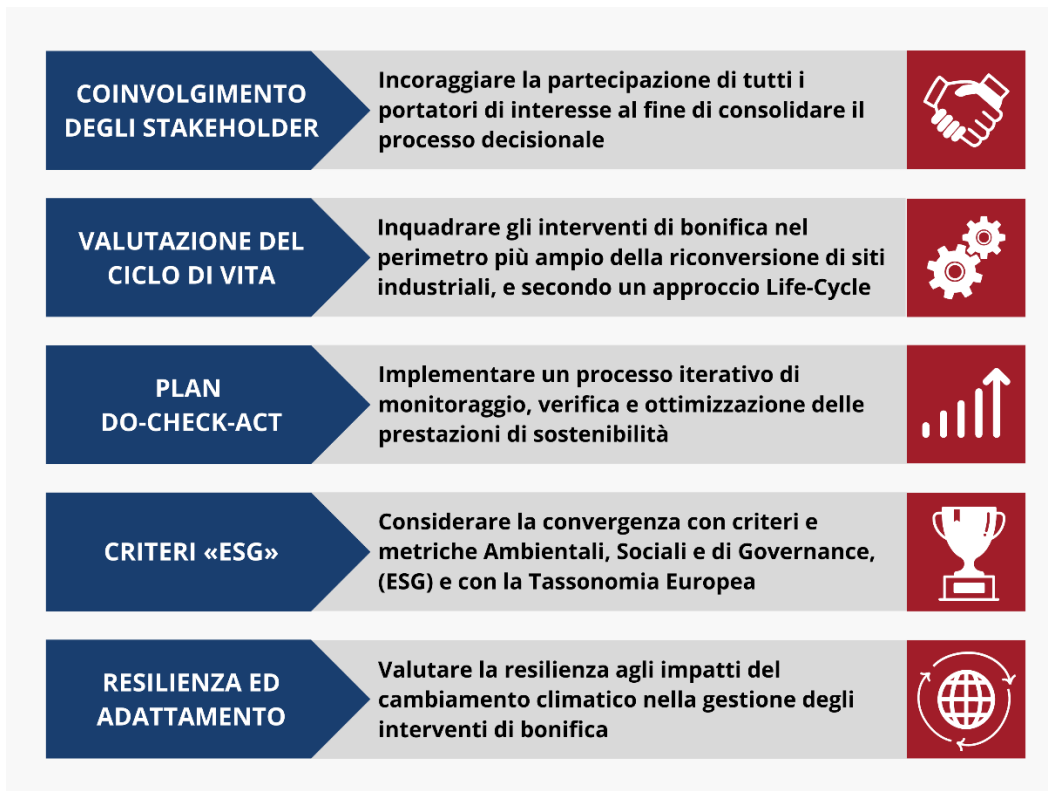 COINVOLGIMENTO
DEGLI STAKEHOLDER
Incoraggiare la partecipazione di tutti i
portatori di interesse al fine di consolidare il
processo decisionale
VALUTAZIONE DEL
CICLO DI VITA
Inquadrare gli interventi di bonifica nel
perimetro più ampio della riconversione di siti
industriali, e secondo un approccio Life-Cycle
PLAN
DO-CHECK-ACT
Implementare un processo iterativo di
monitoraggio, verifica e ottimizzazione delle
prestazioni di sostenibilità
CRITERI «ESG»
Considerare la convergenza con criteri e
metriche Ambientali, Sociali e di Governance,
(ESG) e con la Tassonomia Europea
RESILIENZA ED
ADATTAMENTO
Valutare la resilienza agli impatti del
cambiamento climatico nella gestione degli
interventi di bonifica